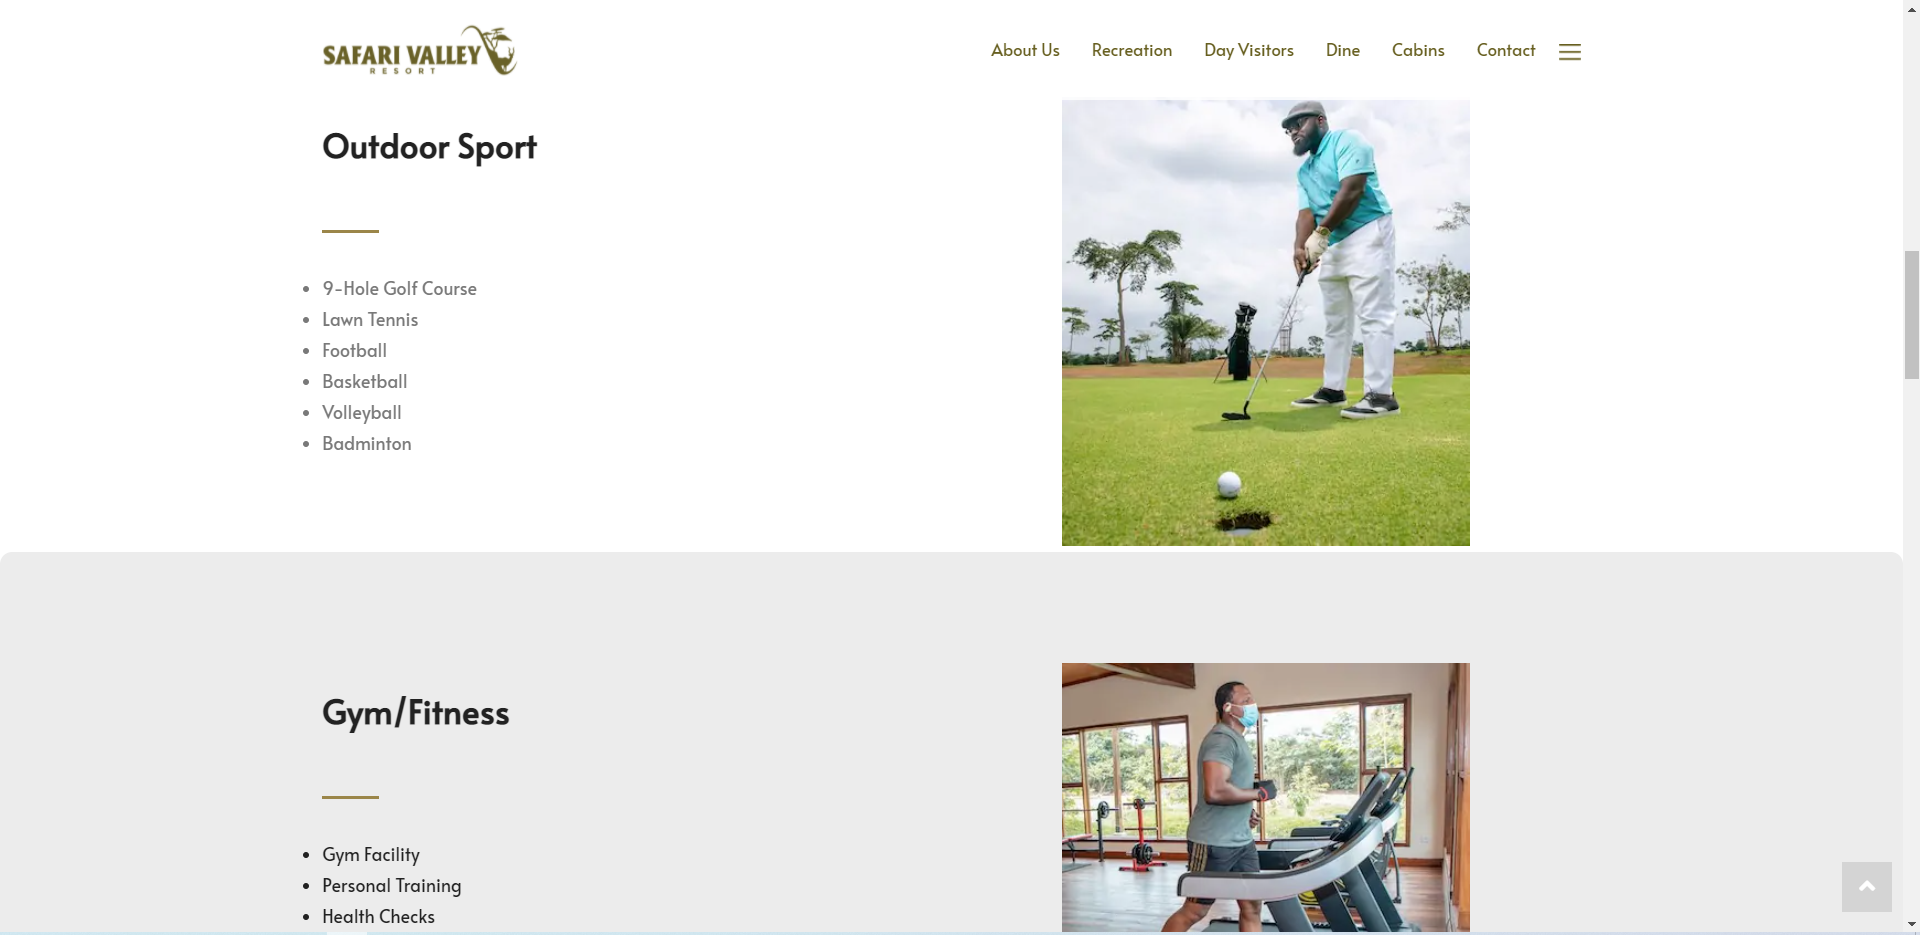 SAFARI VALLEY
RESORT
About Us Recreation Day Visitors Dine Cabins Contact
Outdoor Sport
9-Hole Golf Course
Lawn Tennis
Football
Basketball
Volleyball
Badminton
Gym/Fitness
Gym Facility
Personal Training
Health Checks